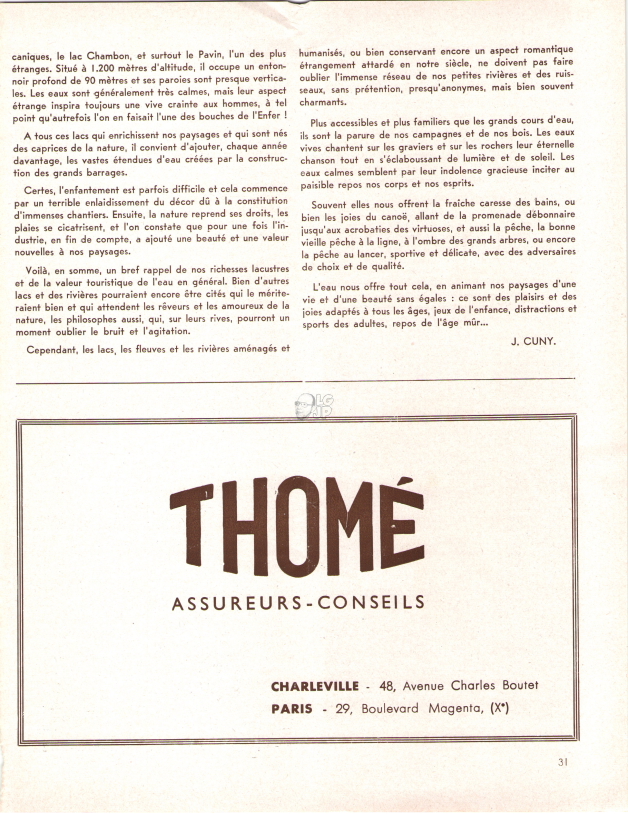 caniques, le lac Chambon, et surtout le Pavin, l'un des plus
étranges. Situé à 1.200 mètres d'altitude, il occupe un enton-
noir profond de 90 mètres et ses paroies sont presque vertica-
les. Les eaux sont généralement très calmes, mais leur aspect
étrange inspira toujours une vive crainte aux hommes, à tel
point qu'autrefois l'on en faisait l'une des bouches de l'Enfer !
A tous ces lacs qui enrichissent nos paysages et qui sont nés
des caprices de la nature, il convient d'ajouter, chaque année
davantage, les vastes étendues d'eau créées par la construc-
tion des grands barrages.
Certes, l'enfantement est parfois difficile et cela commence
par un terrible enlaidissement du décor dû à la constitution
d'immenses chantiers. Ensuite, la nature reprend ses droits, les
plaies se cicatrisent, et l'on constate que pour une fois l'in-
dustrie, en fin de compte, a ajouté une beauté et une valeur
nouvelles à nos paysages.
Voilà, en somme, un bref rappel de nos richesses lacustres
et de la valeur touristique de l'eau en général. Bien d'autres
lacs et des rivières pourraient encore être cités qui le mérite-
raient bien et qui attendent les rêveurs et les amoureux de la
nature, les philosophes aussi, qui, sur leurs rives, pourront un
moment oublier le bruit et l'agitation.
Cependant, les lacs, les fleuves et les rivières aménagés et
humanisés, ou bien conservant encore un aspect romantique
étrangement attardé en notre siècle, ne doivent pas faire
oublier l'immense réseau de nos petites rivières et des ruis-
seaux, sans prétention, presqu'anonymes, mais bien souvent
charmants.
Plus accessibles et plus familiers que les grands cours d'eau,
ils sont la parure de nos campagnes et de nos bois. Les eaux
vives chantent sur les graviers et sur les rochers leur éternelle
chanson tout en s'éclaboussant de lumière et de soleil. Les
eaux calmes semblent par leur indolence gracieuse inciter au
paisible repos nos corps et nos esprits.
Souvent elles nous offrent la fraîche caresse des bains, ou
bien les joies du canoë, allant de la promenade débonnaire
jusqu'aux acrobaties des virtuoses, et aussi la pêche, la bonne
vieille pêche à la ligne, à l'ombre des grands arbres, ou encore
la pêche au lancer, sportive et délicate, avec des adversaires
de choix et de qualité.
L'eau nous offre tout cela, en animant nos paysages d'une
vie et d'une beauté sans égales : ce sont des plaisirs et des
joies adaptés à tous les âges, jeux de l'enfance, distractions et
sports des adultes, repos de l'âge mûr...
J. CUNY.
THOMÉ
ASSUREURS-CONSEILS
CHARLEVILLE - 48, Avenue Charles Boutet
PARIS - 29, Boulevard Magenta, (Xe)
31